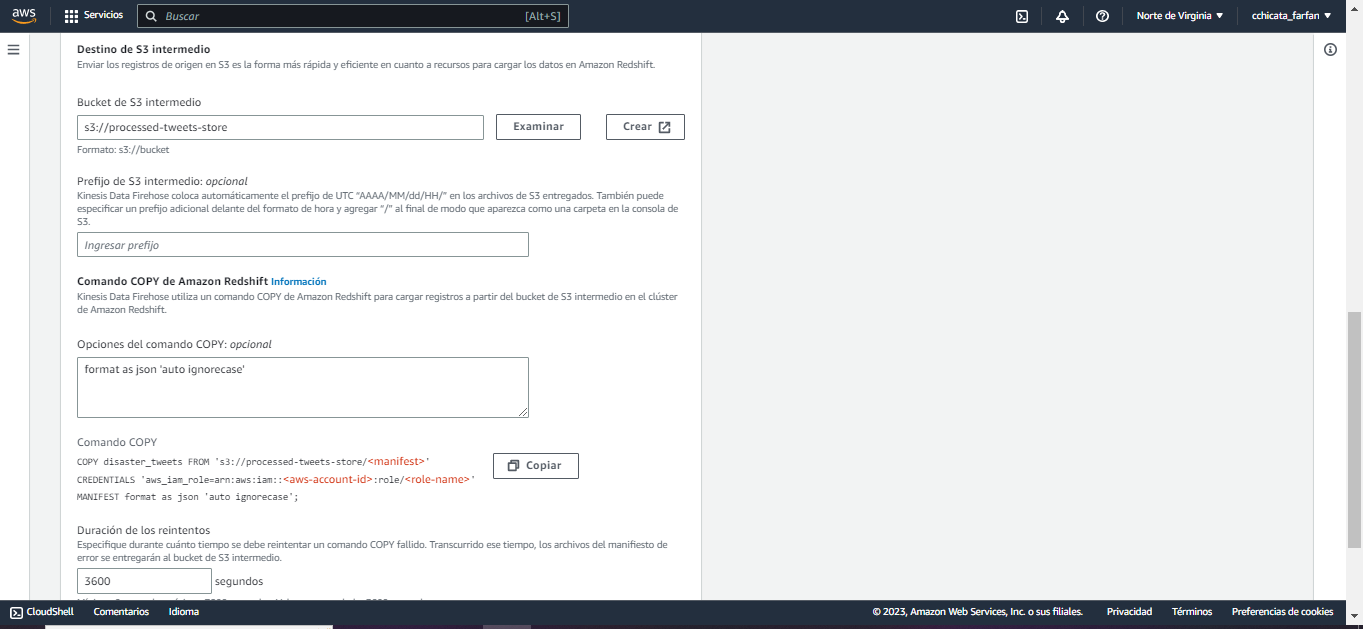 aws
Servicios
Buscar
[Alt+S]
Norte de Virginia
cchicata_farfan
Destino de S3 intermedio
Enviar los registros de origen en S3 es la forma más rápida y eficiente en cuanto a recursos para cargar los datos en Amazon Redshift.
Bucket de S3 intermedio
s3://processed-tweets-store
Examinar
Crear
Formato: s3://bucket
Prefijo de S3 intermedio: opcional
Kinesis Data Firehose coloca automáticamente el prefijo de UTC “AAAA/MM/dd/HH/” en los archivos de S3 entregados. También puede
especificar un prefijo adicional delante del formato de hora y agregar “/” al final de modo que aparezca como una carpeta en la consola de
S3.
Ingresar prefijo
Comando COPY de Amazon Redshift Información
Kinesis Data Firehose utiliza un comando COPY de Amazon Redshift para cargar registros a partir del bucket de S3 intermedio en el clúster
de Amazon Redshift.
Opciones del comando COPY: opcional
format as json 'auto ignorecase'
Comando COPY
COPY disaster_tweets FROM 's3://processed-tweets-store/<manifest>'
CREDENTIALS 'aws_iam_role=arn:aws:iam::<aws-account-id>:role/<role-name>'
MANIFEST format as json 'auto ignorecase';
Copiar
Duración de los reintentos
Especifique durante cuánto tiempo se debe reintentar un comando COPY fallido. Transcurrido ese tiempo, los archivos del manifiesto de
error se entregarán al bucket de S3 intermedio.
3600
segundos
CloudShell
Comentarios
Idioma
© 2023, Amazon Web Services, Inc. o sus filiales.
Privacidad
Términos
Preferencias de cookies